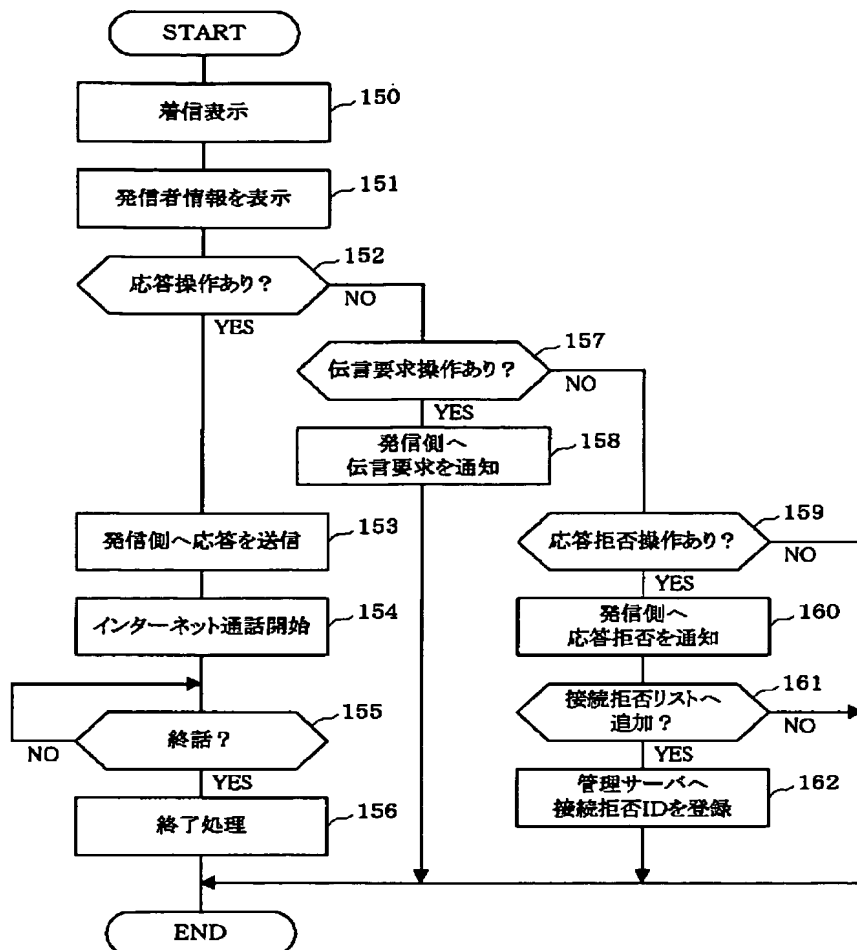 START
着信表示
150
発信者情報を表示
151
応答操作あり?
152
NO
YES
伝言要求操作あり?
157
NO
YES
発信側へ
伝言要求を通知
158
発信側へ応答を送信
153
応答拒否操作あり?
159
NO
YES
インターネット通話開始
154
発信側へ
応答拒否を通知
160
終話?
155
NO
YES
接続拒否リストへ
追加?
161
NO
YES
終了処理
156
管理サーバへ
接続拒否IDを登録
162
END